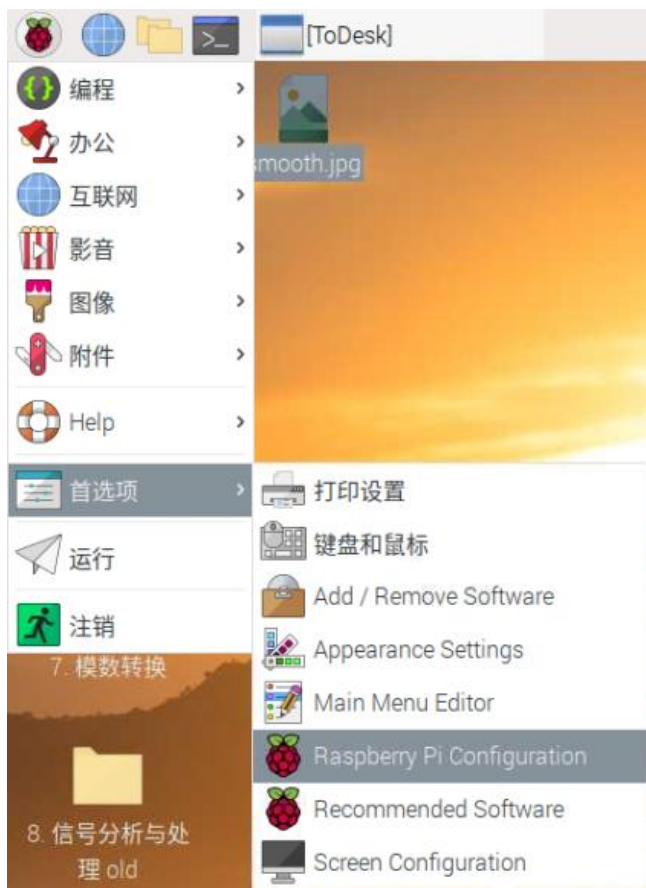 [ToDesk]
编程
办公
互联网
影音
图像
附件
Help
首选项
运行
注销
smooth.jpg
打印设置
键盘和鼠标
Add / Remove Software
Appearance Settings
Main Menu Editor
Raspberry Pi Configuration
Recommended Software
Screen Configuration
7. 模数转换
8. 信号分析与处
理 old